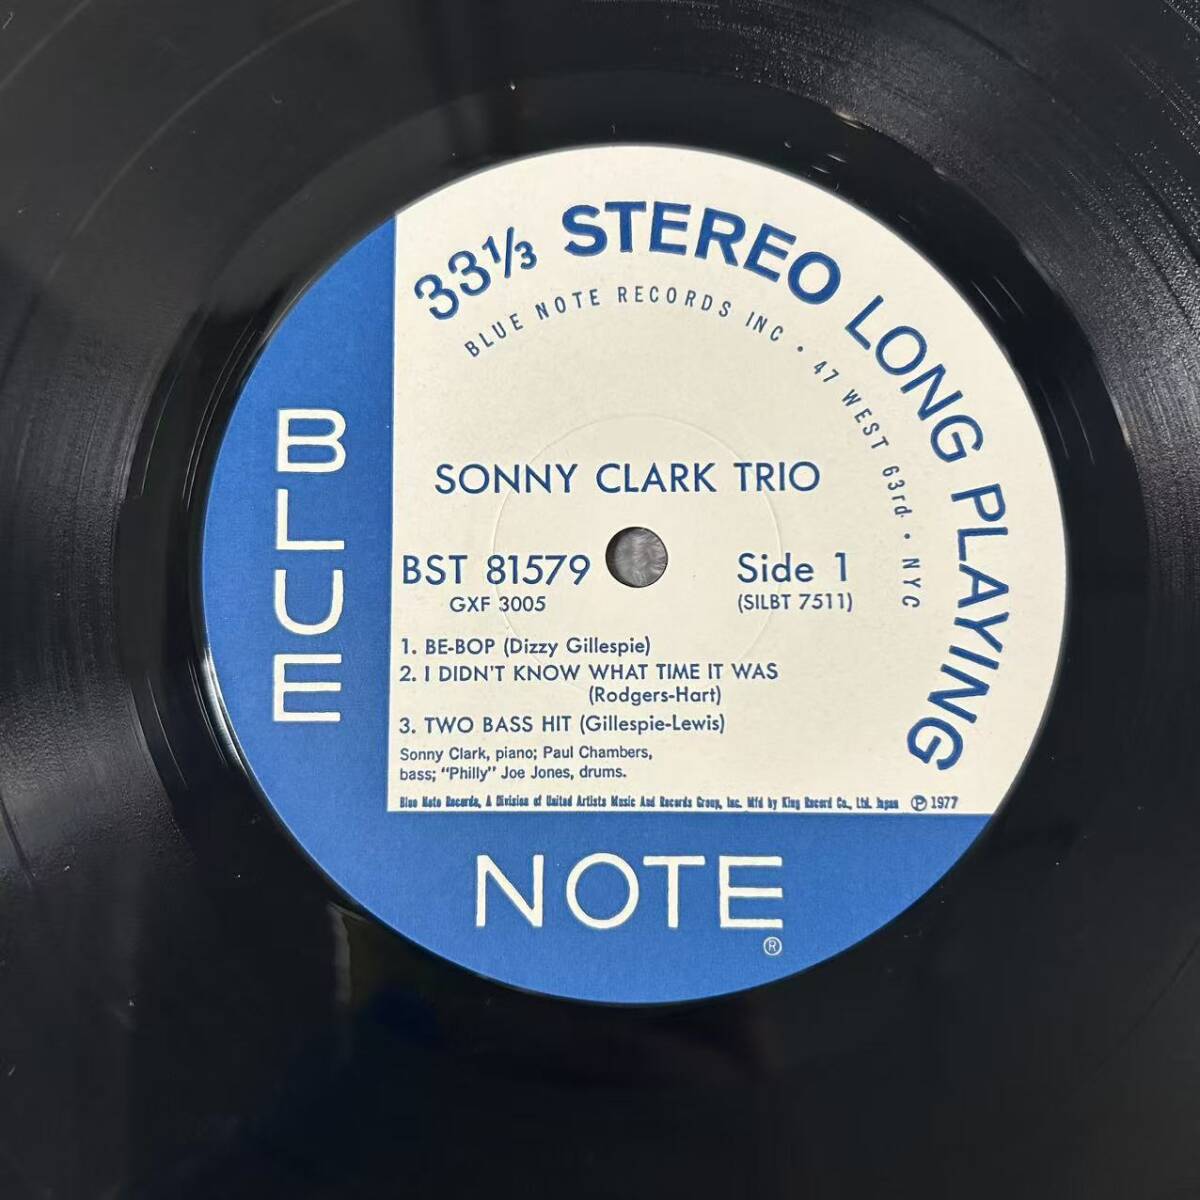 33⅓ STEREO LONG PLAYING
BLUE NOTE RECORDS INC • 47 WEST 63rd • NYC
BLUE
SONNY CLARK TRIO
BST 81579 Side 1
GXF 3005 (SILBT 7511)
1. BE-BOP (Dizzy Gillespie)
2. I DIDN'T KNOW WHAT TIME IT WAS
(Rodgers-Hart)
3. TWO BASS HIT (Gillespie-Lewis)
Sonny Clark, piano; Paul Chambers,
bass; "Philly" Joe Jones, drums.
Blue Note Records, A Division of United Artists Music And Records Group, Inc. Mfd by King Record Co., Ltd. Japan ℗ 1977
NOTE
®